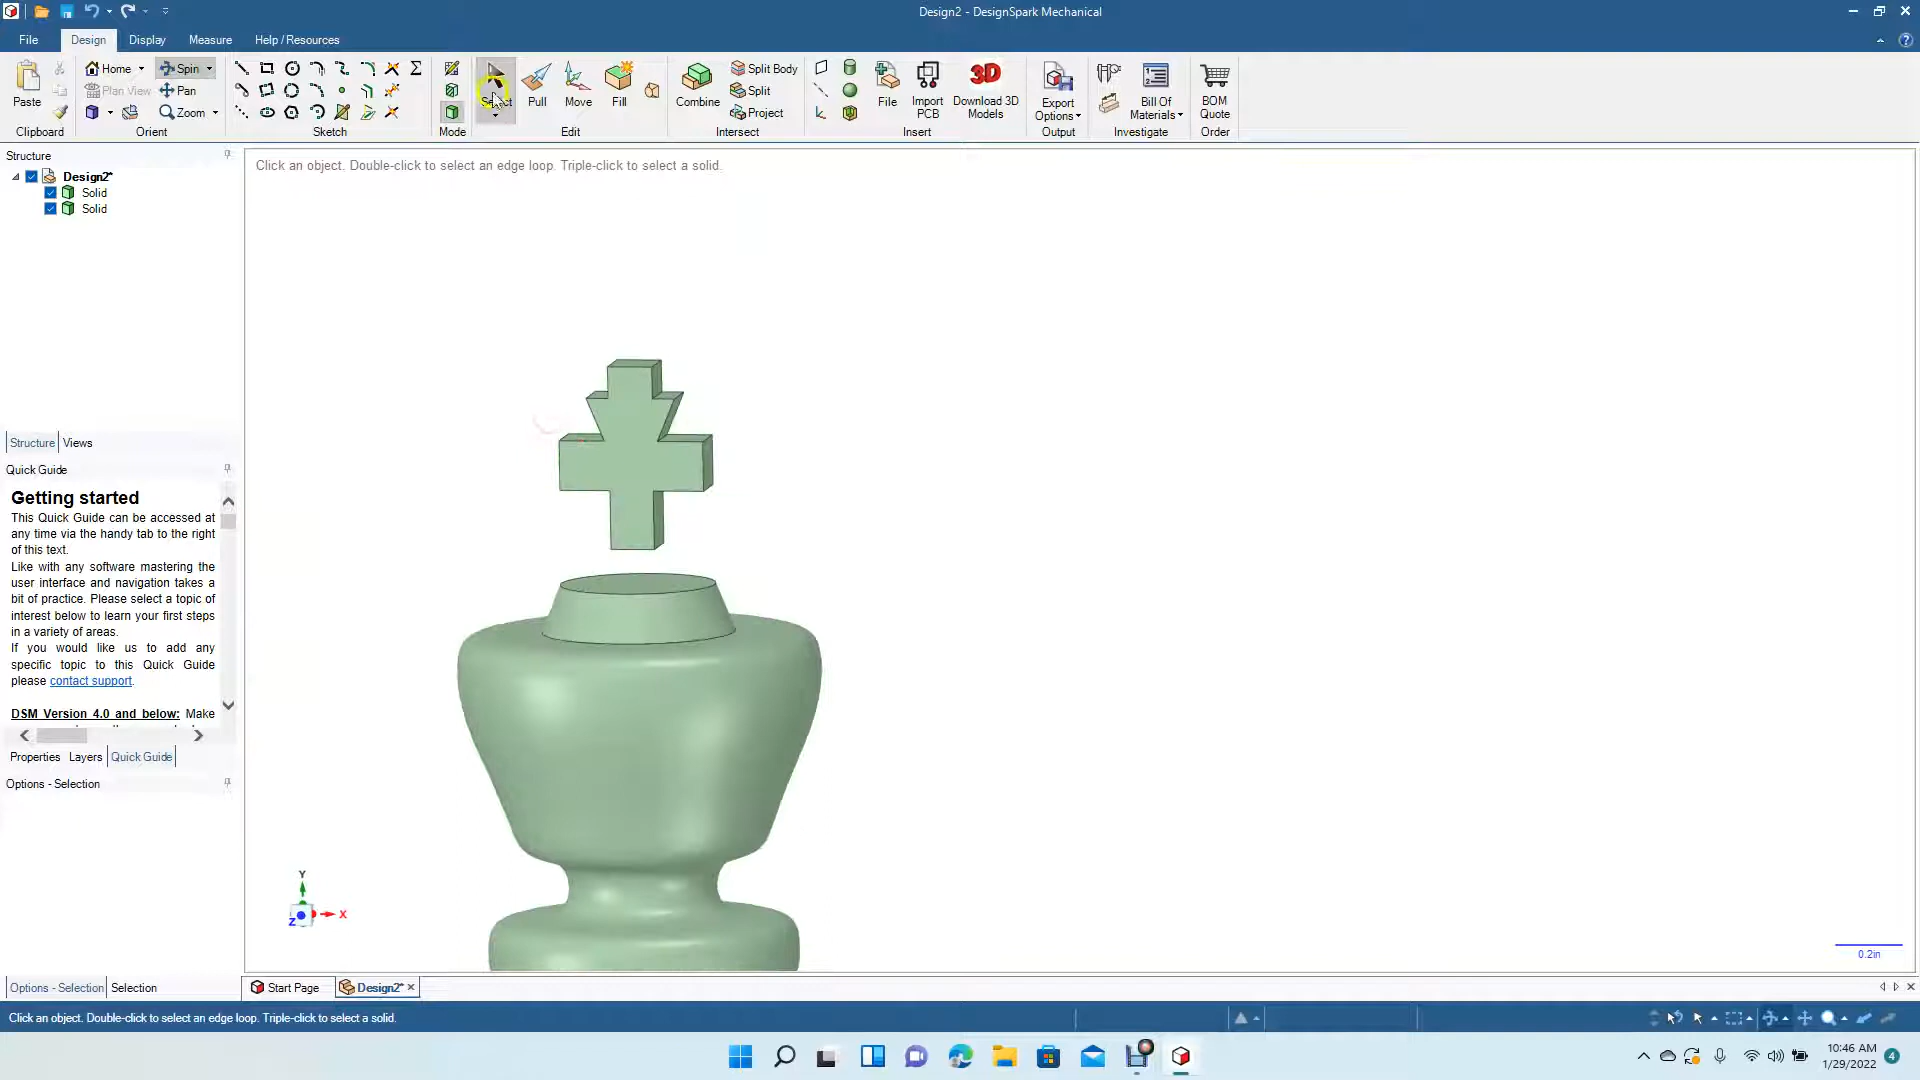 Design2 - DesignSpark Mechanical
File Design Display Measure Help / Resources
Paste
Clipboard
Home Spin
Plan View Pan
Zoom
Orient
Sketch
Mode
Select Pull Move Fill
Edit
Combine Split Body
Split
Project
Intersect
File Import PCB Download 3D Models
3D
Insert
Export Options
Output
Bill Of Materials
Investigate
BOM Quote
Order
Structure
Design2*
Solid
Solid
Click an object. Double-click to select an edge loop. Triple-click to select a solid.
Structure Views
Quick Guide
Getting started
This Quick Guide can be accessed at
any time via the handy tab to the right
of this text.
Like with any software mastering the
user interface and navigation takes a
bit of practice. Please select a topic of
interest below to learn your first steps
in a variety of areas.
If you would like us to add any
specific topic to this Quick Guide
please contact support.
DSM Version 4.0 and below: Make
Properties Layers Quick Guide
Options - Selection
Y
X
Z
0.2in
Options - Selection Selection
Start Page Design2*
Click an object. Double-click to select an edge loop. Triple-click to select a solid.
10:46 AM
1/29/2022
4